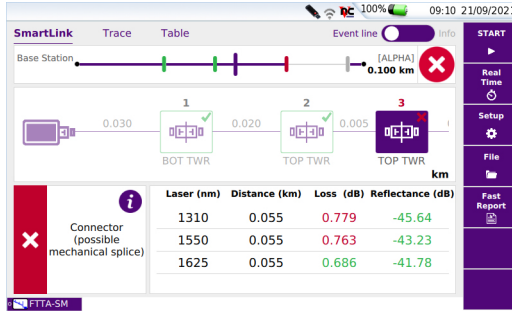 DC 100% 09:10 21/09/2021
SmartLink Trace Table Event line Info
START
Base Station [ALPHA]
0.100 km
Real
Time
Setup
File
Fast
Report
1 2 3
0.030 0.020 0.005
BOT TWR TOP TWR TOP TWR
km
i
Connector
(possible
mechanical splice)
Laser (nm) Distance (km) Loss (dB) Reflectance (dB)
1310 0.055 0.779 -45.64
1550 0.055 0.763 -43.23
1625 0.055 0.686 -41.78
FTTA-SM